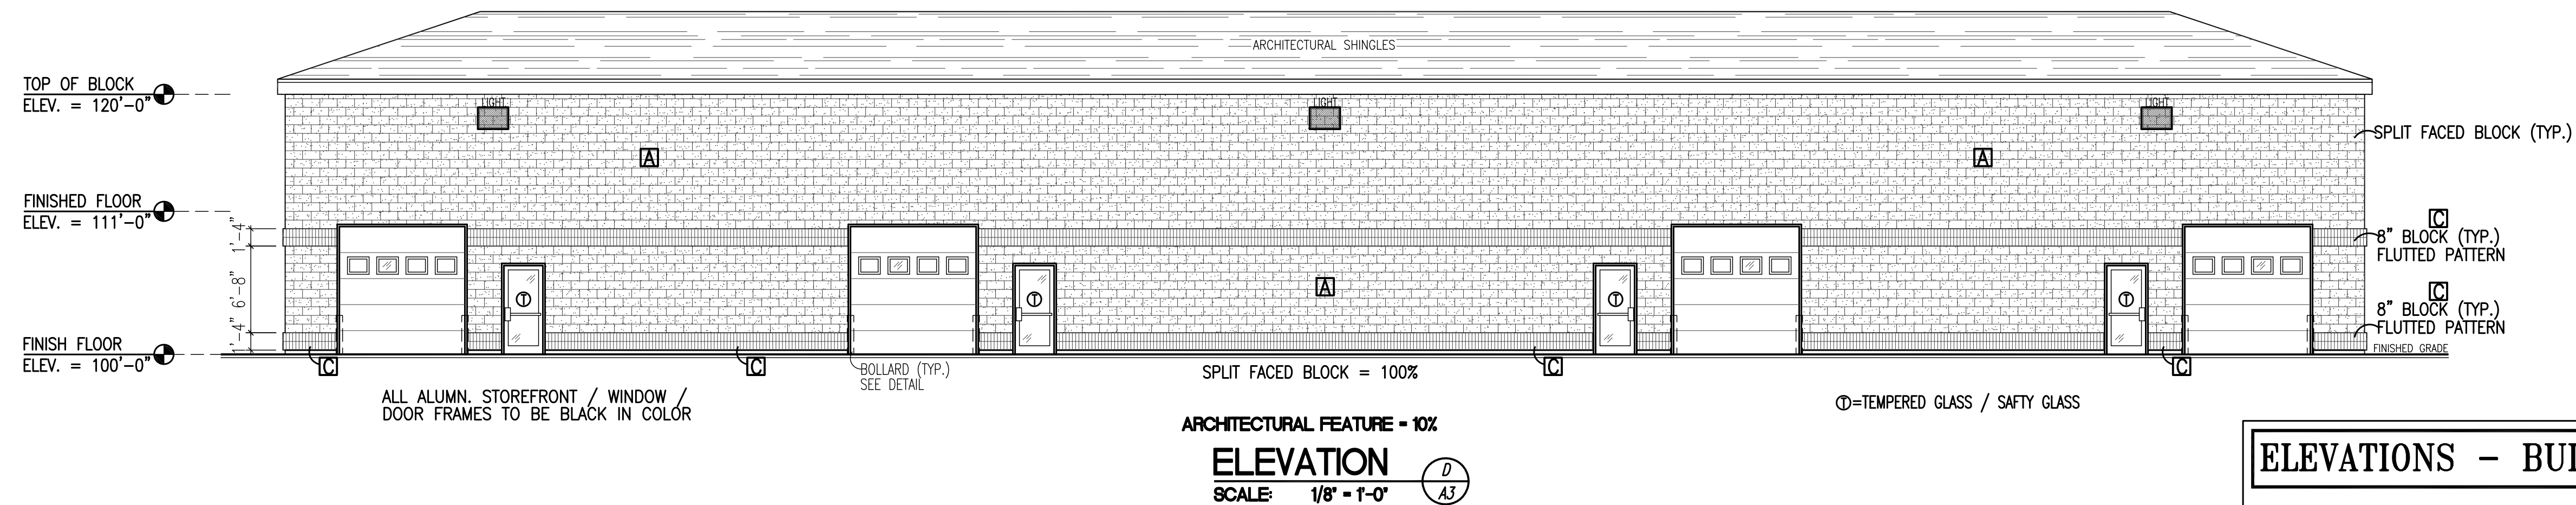 ARCHITECTURAL SHINGLES
TOP OF BLOCK
ELEV. = 120'-0"
LIGHT
LIGHT
LIGHT
SPLIT FACED BLOCK (TYP.)
A
A
FINISHED FLOOR
ELEV. = 111'-0"
1'-4"
6'-8"
1'-4"
C
8" BLOCK (TYP.)
FLUTTED PATTERN
A
T
T
T
T
C
8" BLOCK (TYP.)
FLUTTED PATTERN
FINISH FLOOR
ELEV. = 100'-0"
FINISHED GRADE
C
C
C
C
BOLLARD (TYP.)
SEE DETAIL
SPLIT FACED BLOCK = 100%
ALL ALUMN. STOREFRONT / WINDOW /
DOOR FRAMES TO BE BLACK IN COLOR
T=TEMPERED GLASS / SAFTY GLASS
ARCHITECTURAL FEATURE = 10%
ELEVATION
SCALE: 1/8" = 1'-0"
D
A3
ELEVATIONS - BUI